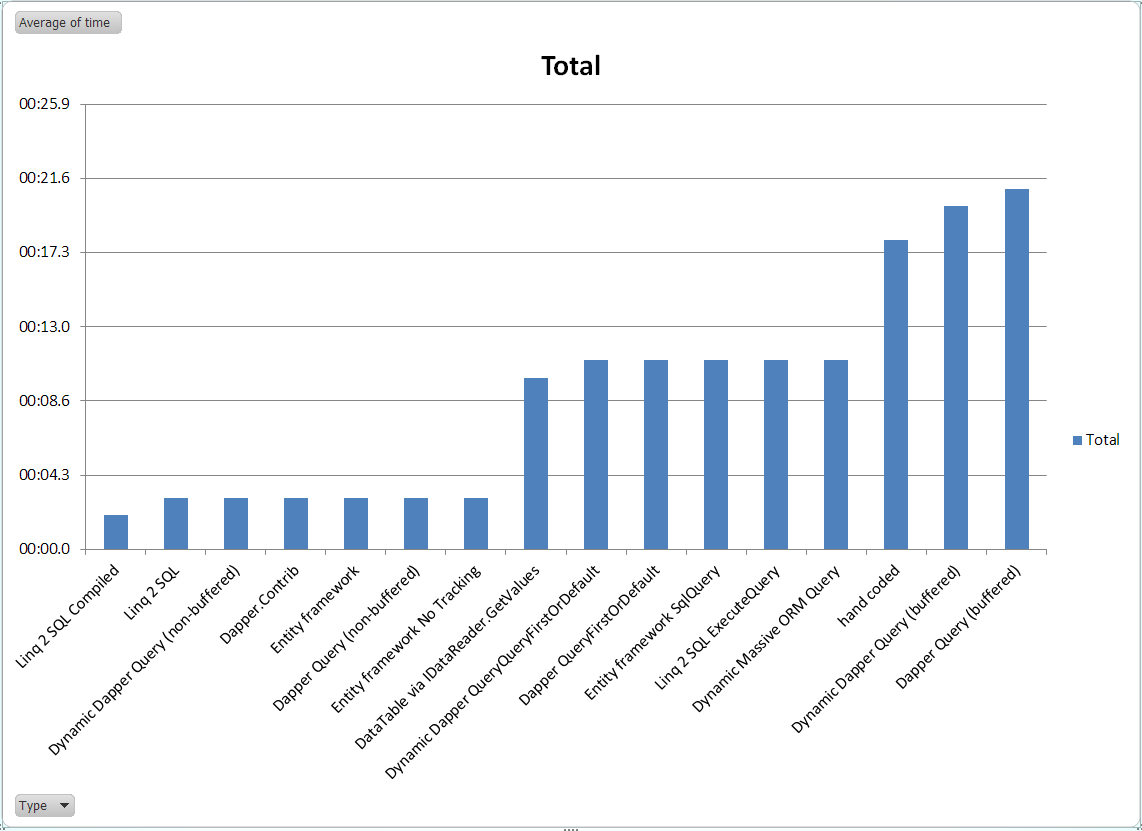 Average of time
Total
00:25.9
00:21.6
00:17.3
00:13.0
00:08.6
00:04.3
00:00.0
Total
Linq 2 SQL Compiled
Linq 2 SQL
Dynamic Dapper Query (non-buffered)
Dapper.Contrib
Entity framework
Dapper Query (non-buffered)
Entity framework No Tracking
DataTable via IDataReader.GetValues
Dynamic Dapper QueryQueryFirstOrDefault
Dapper QueryFirstOrDefault
Entity framework SqlQuery
Linq 2 SQL ExecuteQuery
Dynamic Massive ORM Query
hand coded
Dynamic Dapper Query (buffered)
Dapper Query (buffered)
Type